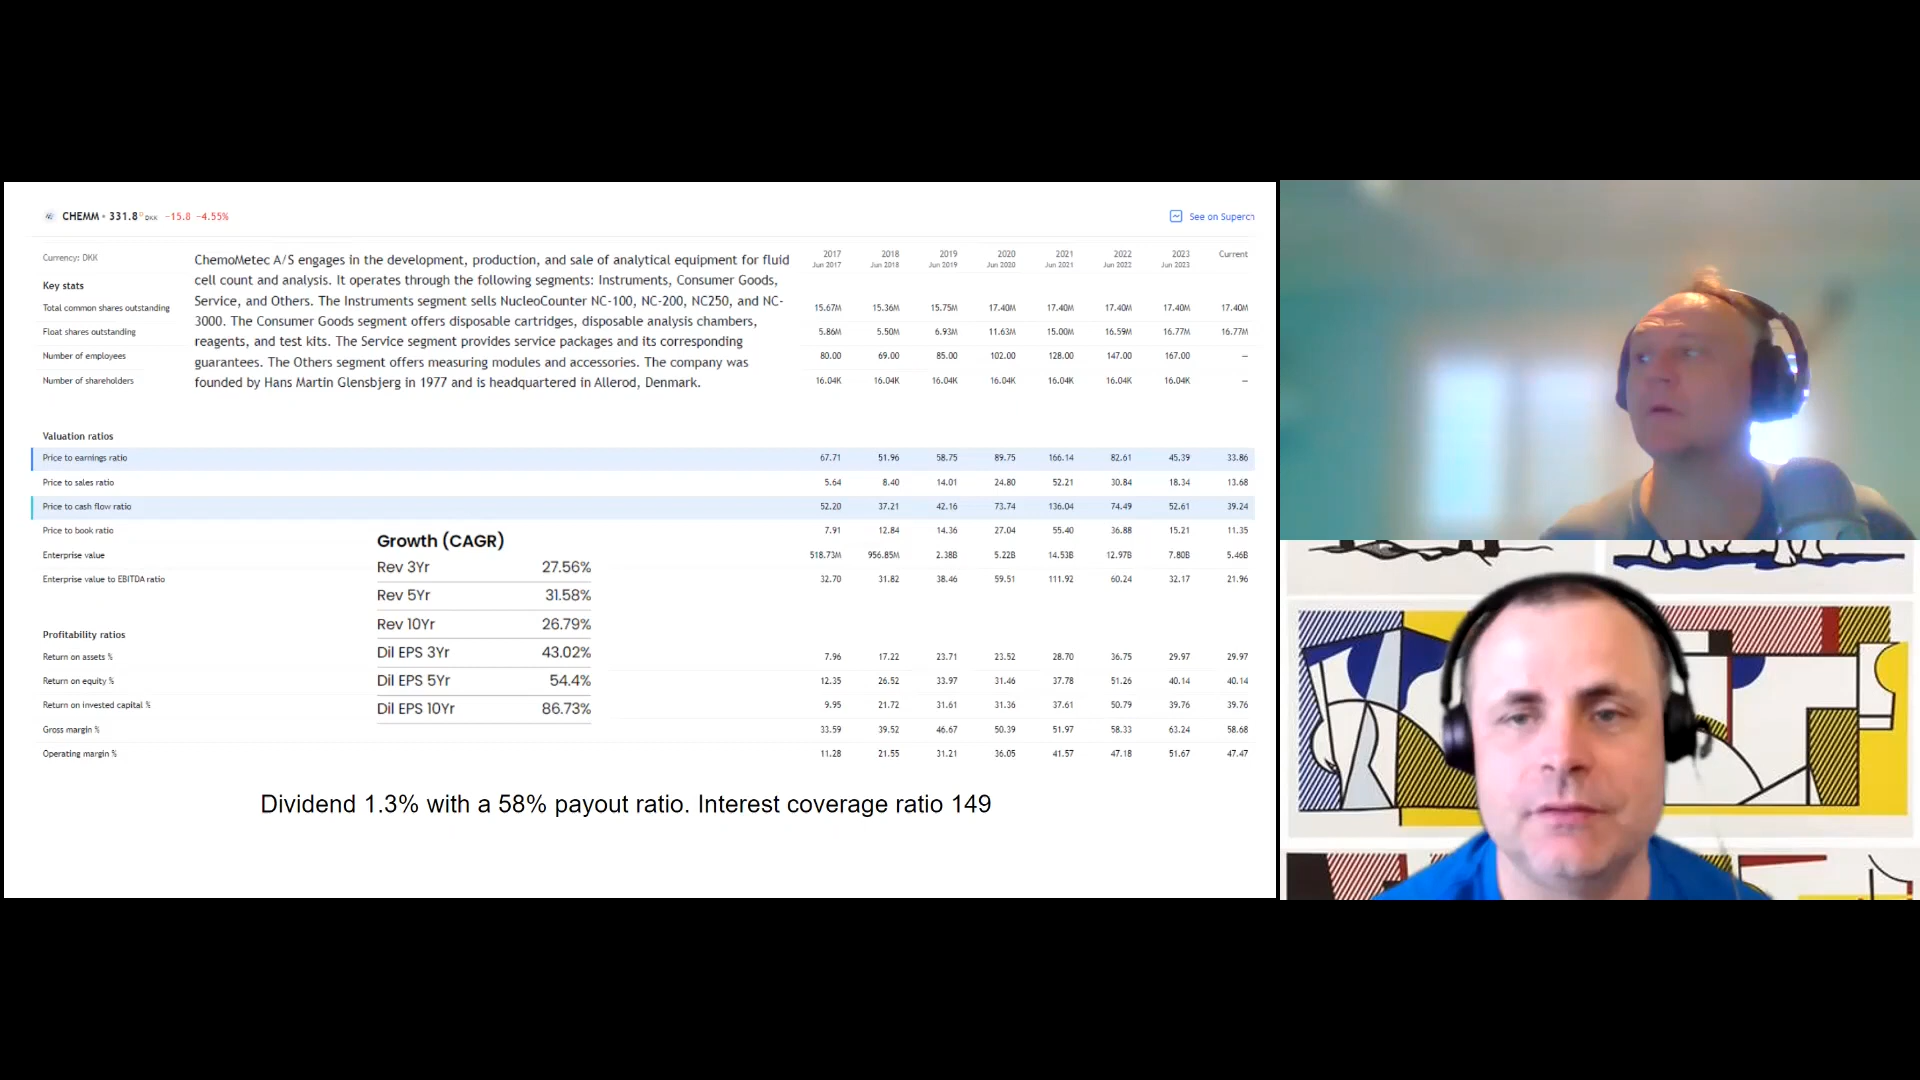 CHEMM • 331.8 DKK −15.8 −4.55%
See on Superch
Currency: DKK
2017 2018 2019 2020 2021 2022 2023 Current
Jun 2017 Jun 2018 Jun 2019 Jun 2020 Jun 2021 Jun 2022 Jun 2023
ChemoMetec A/S engages in the development, production, and sale of analytical equipment for fluid
cell count and analysis. It operates through the following segments: Instruments, Consumer Goods,
Service, and Others. The Instruments segment sells NucleoCounter NC-100, NC-200, NC250, and NC-
3000. The Consumer Goods segment offers disposable cartridges, disposable analysis chambers,
reagents, and test kits. The Service segment provides service packages and its corresponding
guarantees. The Others segment offers measuring modules and accessories. The company was
founded by Hans Martin Glensbjerg in 1977 and is headquartered in Allerod, Denmark.
Key stats
Total common shares outstanding 15.67M 15.36M 15.75M 17.40M 17.40M 17.40M 17.40M 17.40M
Float shares outstanding 5.86M 5.50M 6.93M 11.63M 15.00M 16.59M 16.77M 16.77M
Number of employees 80.00 69.00 85.00 102.00 128.00 147.00 167.00 —
Number of shareholders 16.04K 16.04K 16.04K 16.04K 16.04K 16.04K 16.04K —
Valuation ratios
Price to earnings ratio 67.71 51.96 58.75 89.75 166.14 82.61 45.39 33.86
Price to sales ratio 5.64 8.40 14.01 24.80 52.21 30.84 18.34 13.68
Price to cash flow ratio 52.20 37.21 42.16 73.74 136.04 74.49 52.61 39.24
Price to book ratio 7.91 12.84 14.36 27.04 55.40 36.88 15.21 11.35
Enterprise value 518.73M 956.85M 2.38B 5.22B 14.53B 12.97B 7.80B 5.46B
Enterprise value to EBITDA ratio 32.70 31.82 38.46 59.51 111.92 60.24 32.17 21.96
Growth (CAGR)
Rev 3Yr 27.56%
Rev 5Yr 31.58%
Rev 10Yr 26.79%
Dil EPS 3Yr 43.02%
Dil EPS 5Yr 54.4%
Dil EPS 10Yr 86.73%
Profitability ratios
Return on assets % 7.96 17.22 23.71 23.52 28.70 36.75 29.97 29.97
Return on equity % 12.35 26.52 33.97 31.46 37.78 51.26 40.14 40.14
Return on invested capital % 9.95 21.72 31.61 31.36 37.61 50.79 39.76 39.76
Gross margin % 33.59 39.52 46.67 50.39 51.97 58.33 63.24 58.68
Operating margin % 11.28 21.55 31.21 36.05 41.57 47.18 51.67 47.47
Dividend 1.3% with a 58% payout ratio. Interest coverage ratio 149